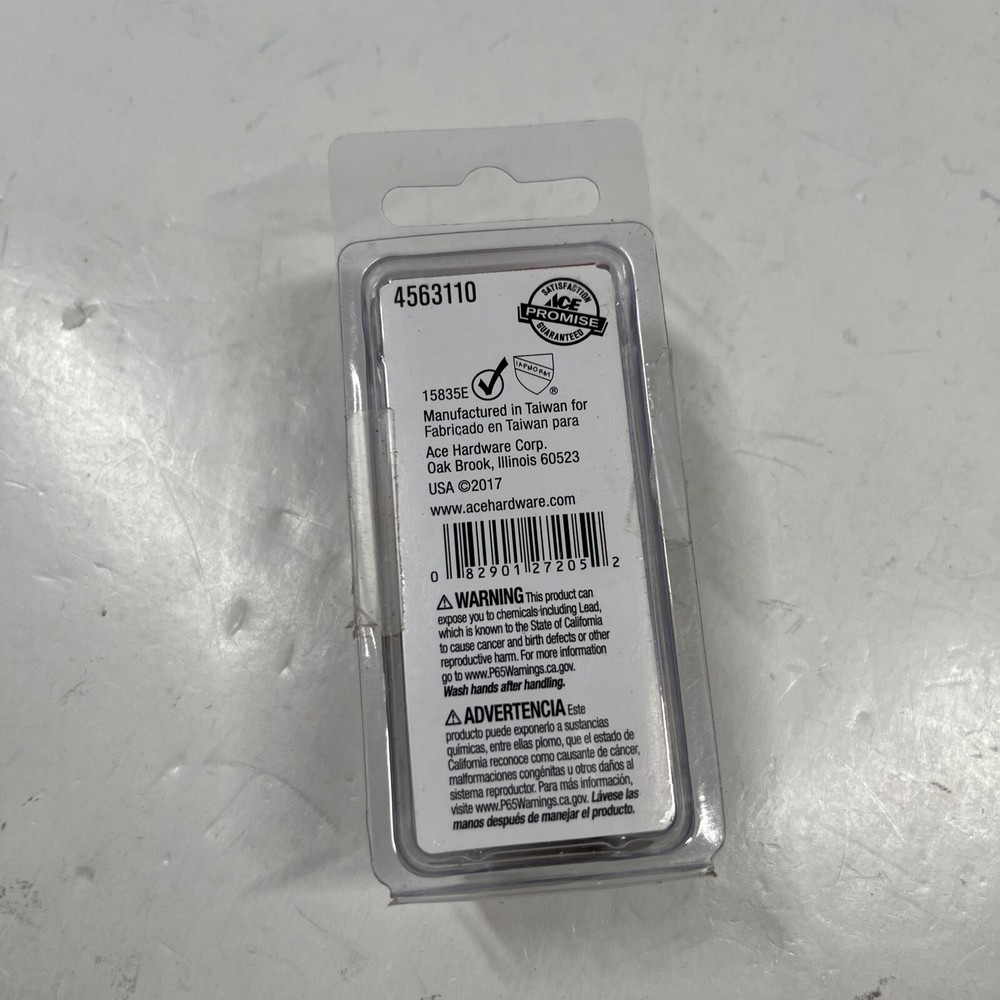 4563110
SATISFACTION
ACE
PROMISE
GUARANTEED
15835E
IAPMO R&T
®
Manufactured in Taiwan for
Fabricado en Taiwan para
Ace Hardware Corp.
Oak Brook, Illinois 60523
USA ©2017
www.acehardware.com
0 82901 27205 2
⚠ WARNING This product can
expose you to chemicals including Lead,
which is known to the State of California
to cause cancer and birth defects or other
reproductive harm. For more information
go to www.P65Warnings.ca.gov.
Wash hands after handling.
⚠ ADVERTENCIA Este
producto puede exponerlo a sustancias
químicas, entre ellas plomo, que el estado de
California reconoce como causante de cáncer,
malformaciones congénitas u otros daños al
sistema reproductor. Para más información,
visite www.P65Warnings.ca.gov. Lávese las
manos después de manejar el producto.